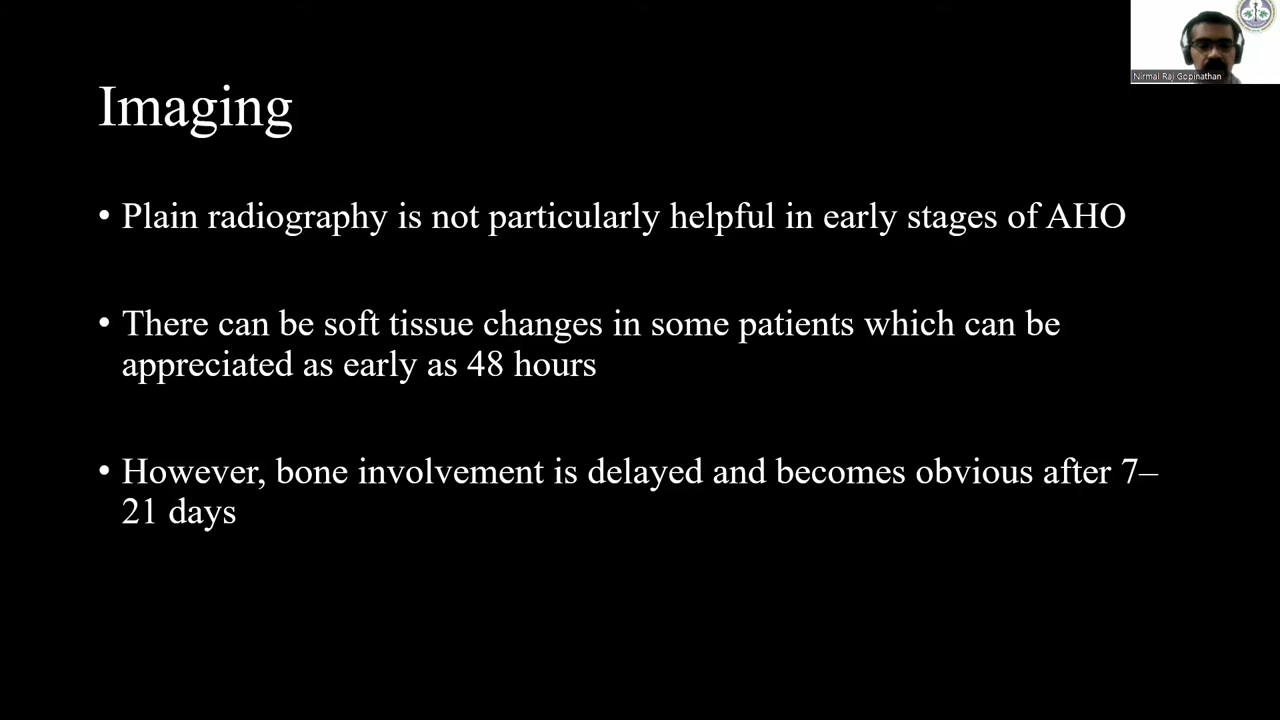 Nirmal Raj Gopinathan
Imaging
• Plain radiography is not particularly helpful in early stages of AHO
• There can be soft tissue changes in some patients which can be
appreciated as early as 48 hours
• However, bone involvement is delayed and becomes obvious after 7–
21 days